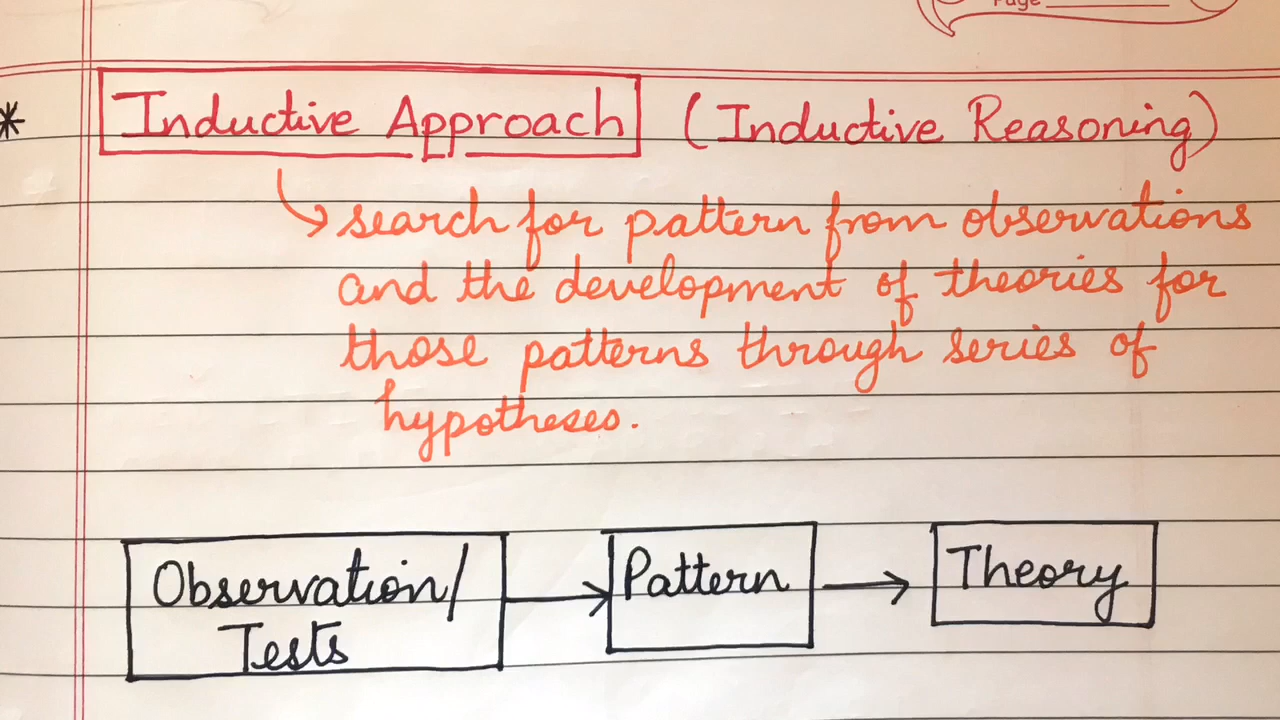 Page
* Inductive Approach (Inductive Reasoning)
search for pattern from observations
and the development of theories for
those patterns through series of
hypotheses.
Observation/ Pattern Theory
Tests